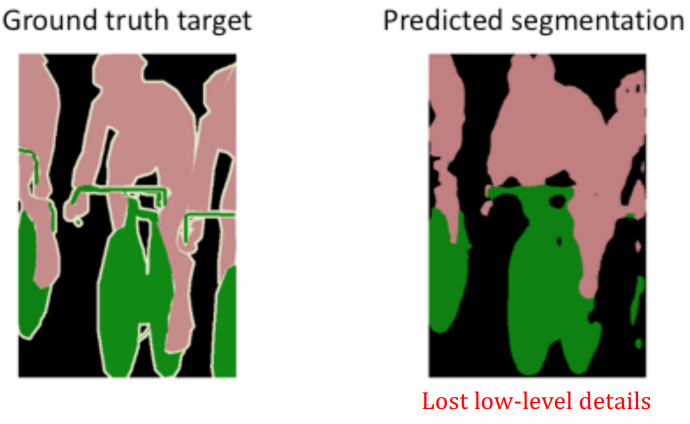 Ground truth target
Predicted segmentation
Lost low-level details